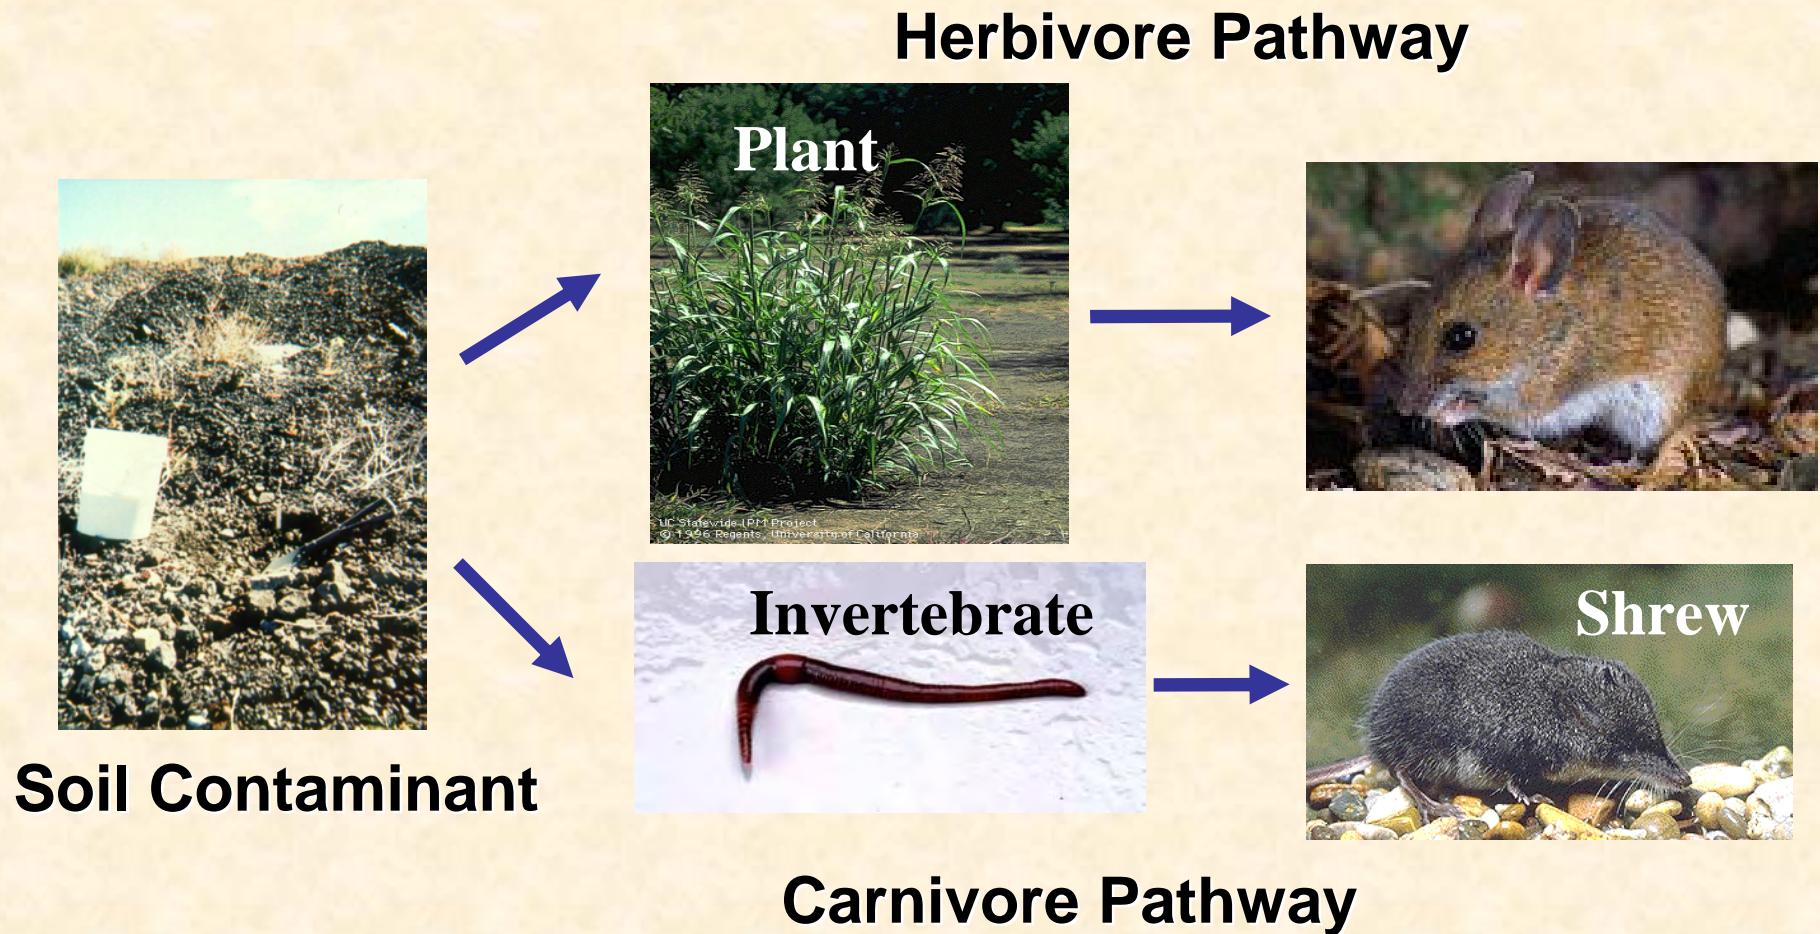 Herbivore Pathway
Plant
UC Statewide IPM Project
© 1996 Regents, University of California
Invertebrate
Shrew
Soil Contaminant
Carnivore Pathway